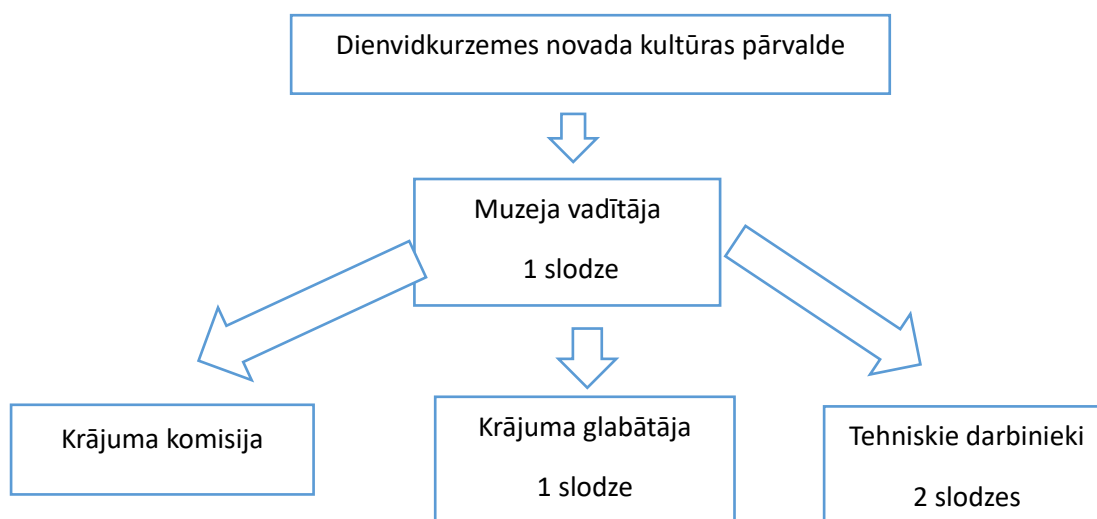 Dienvidkurzemes novada kultūras pārvalde
Muzeja vadītāja
1 slodze
Krājuma komisija
Krājuma glabātāja
1 slodze
Tehniskie darbinieki
2 slodzes